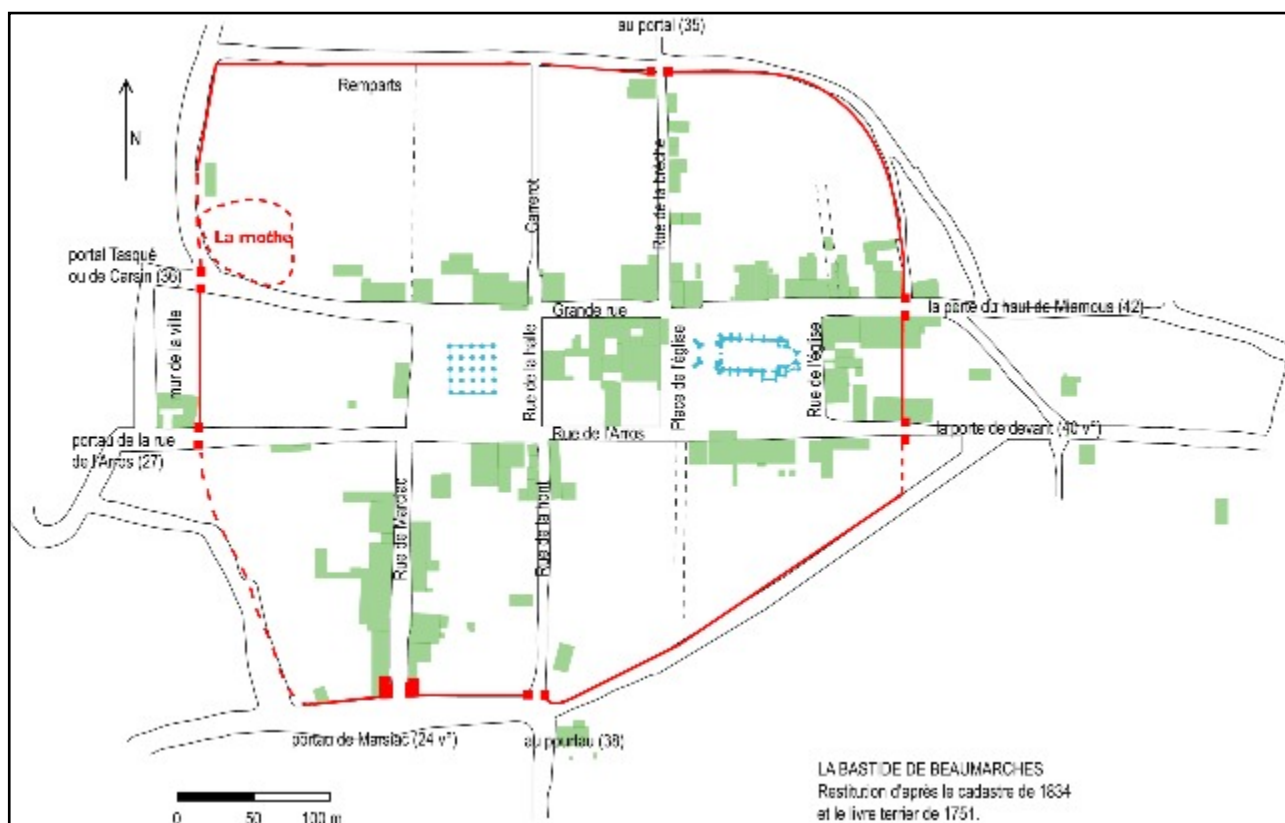 au portal (35)
Remparts
N
Carrerot
Rue de la brèche
La mothe
portal Tasqué
ou de Carsin (36)
Grande rue
la porte du haut de Miamous (42)
mur de la ville
Rue de la halle
Place de l'église
Rue de l'église
Rue de l'Arros
portau de la rue
de l'Arros (27)
la porte de devant (40 v°)
Rue de Marciac
Rue de la hont
portau de Marsiac (24 v°)
au pourtau (38)
LA BASTIDE DE BEAUMARCHES
Restitution d'après le cadastre de 1834
et le livre terrier de 1751.
0 50 100 m